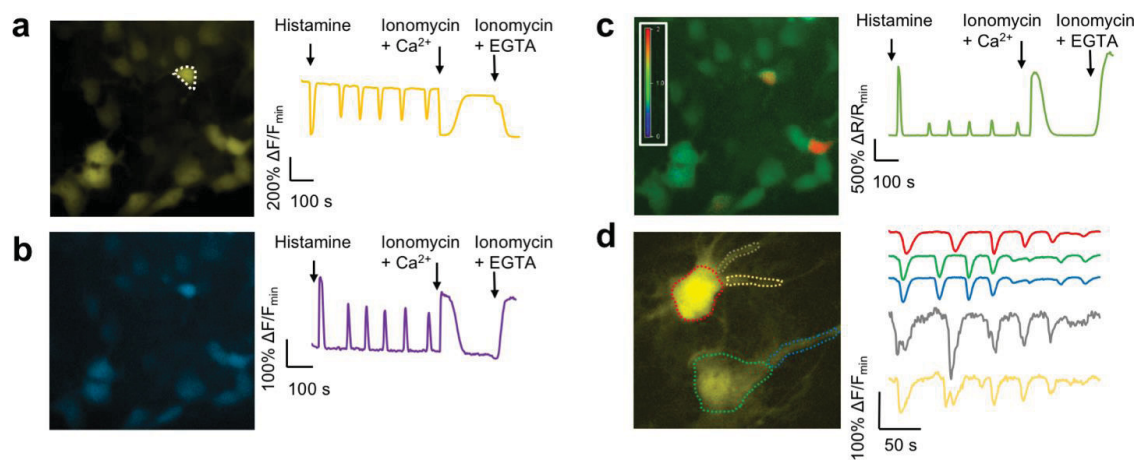 a
Histamine Ionomycin Ionomycin
+ Ca²⁺ + EGTA
200% ΔF/Fmin
100 s
b
Histamine Ionomycin Ionomycin
+ Ca²⁺ + EGTA
100% ΔF/Fmin
100 s
c
Histamine Ionomycin Ionomycin
+ Ca²⁺ + EGTA
500% ΔR/Rmin
100 s
d
100% ΔF/Fmin
50 s